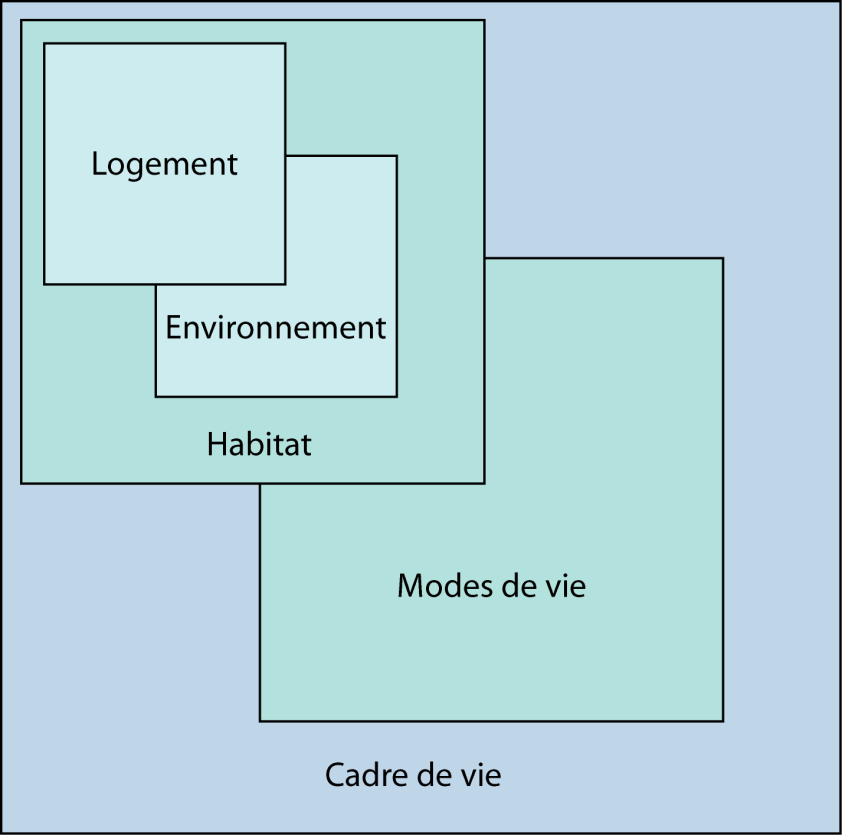 Logement
Environnement
Habitat
Modes de vie
Cadre de vie